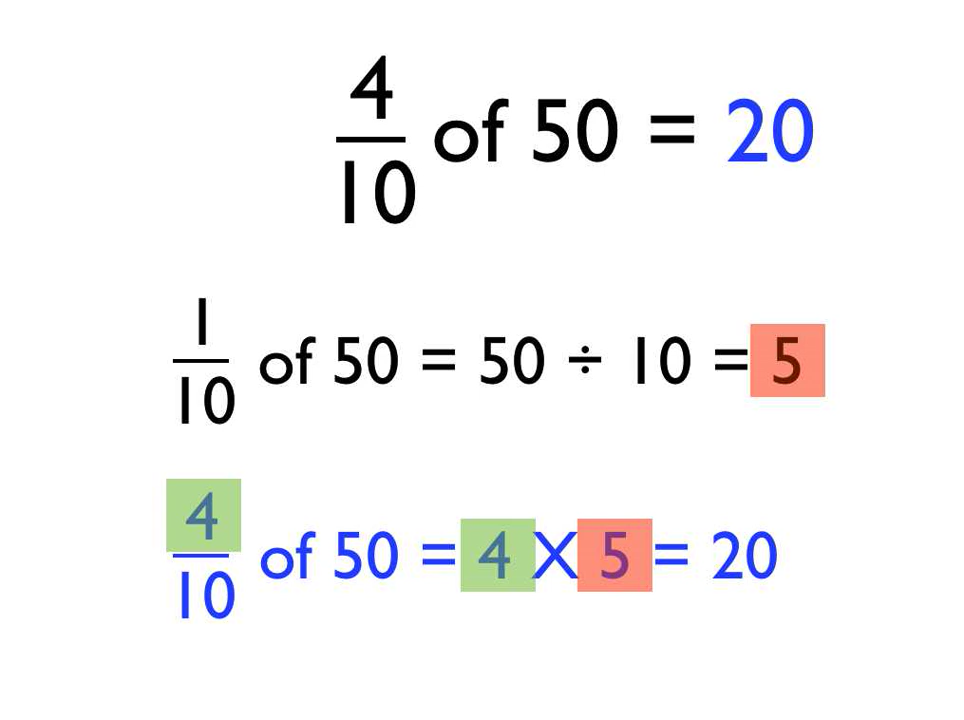 4/10 of 50 = 20
1/10 of 50 = 50 ÷ 10 = 5
4/10 of 50 = 4 X 5 = 20